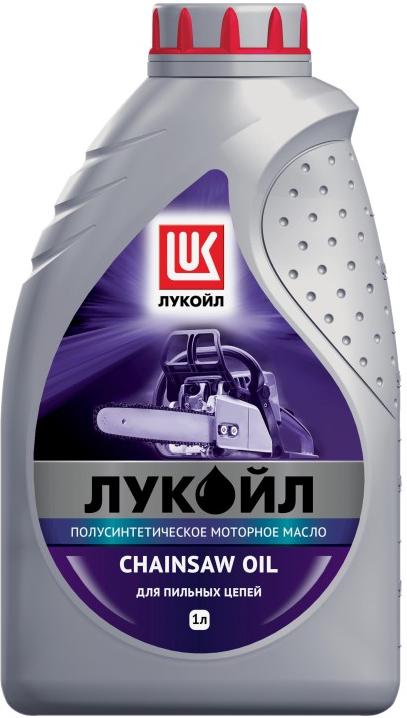 LUK
ЛУКОЙЛ
ЛУКОЙЛ
ПОЛУСИНТЕТИЧЕСКОЕ МОТОРНОЕ МАСЛО
CHAINSAW OIL
ДЛЯ ПИЛЬНЫХ ЦЕПЕЙ
1л